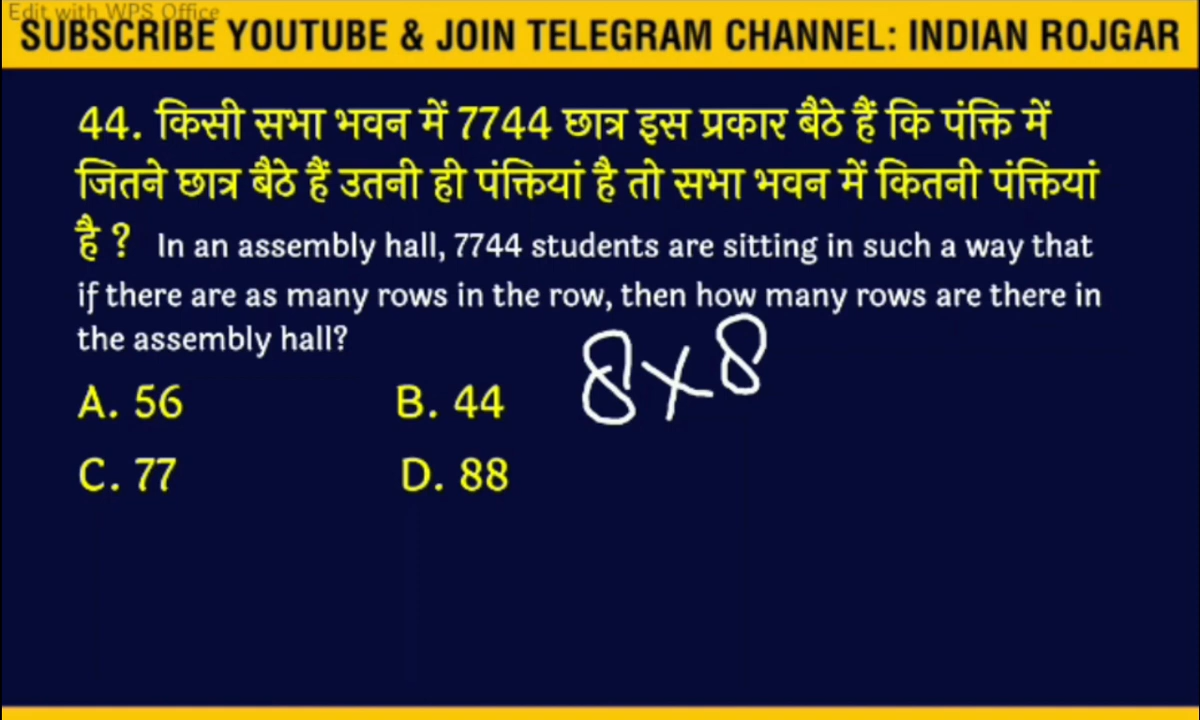 Edit with WPS Office
SUBSCRIBE YOUTUBE & JOIN TELEGRAM CHANNEL: INDIAN ROJGAR
44. किसी सभा भवन में 7744 छात्र इस प्रकार बैठे हैं कि पंक्ति में
जितने छात्र बैठे हैं उतनी ही पंक्तियां है तो सभा भवन में कितनी पंक्तियां
है ? In an assembly hall, 7744 students are sitting in such a way that
if there are as many rows in the row, then how many rows are there in
the assembly hall?
8×8
A. 56 B. 44
C. 77 D. 88